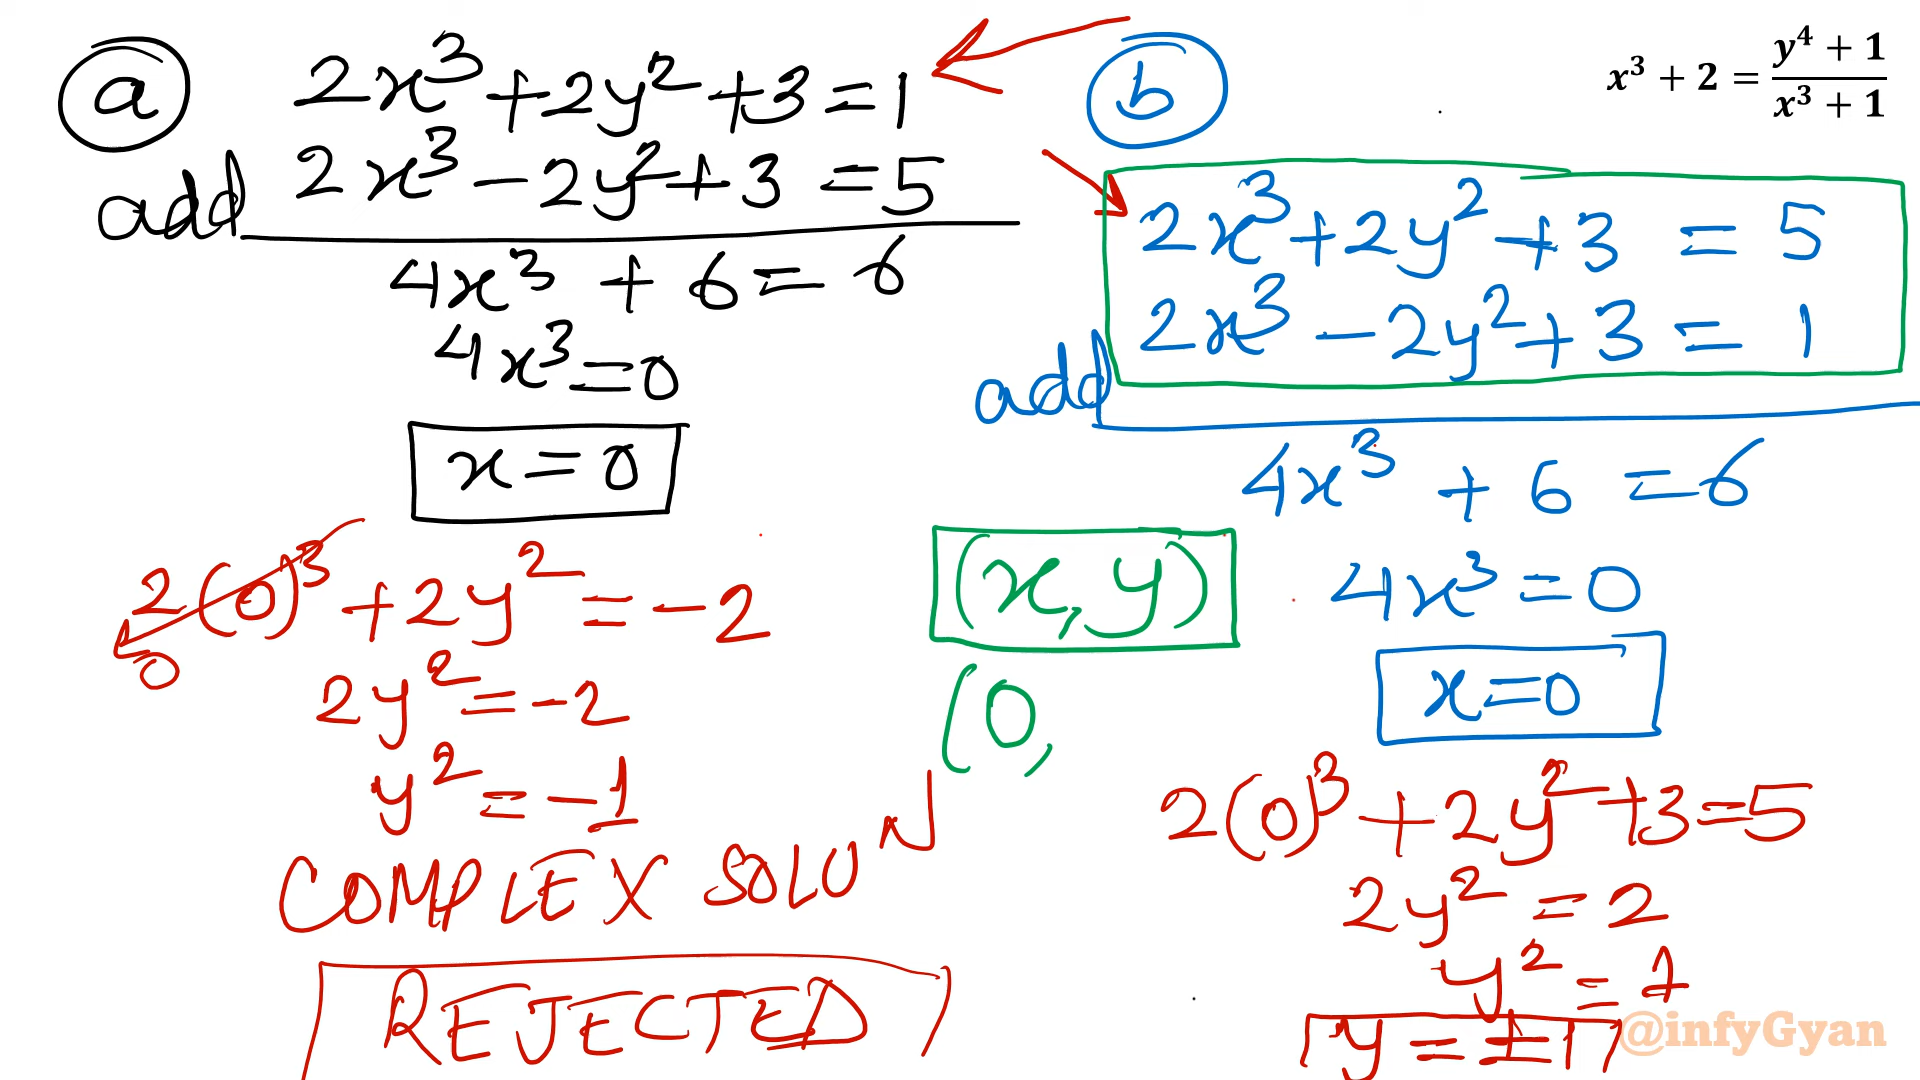 a
2x³+2y²+3=1
add 2x³-2y²+3=5
4x³+6=6
4x³=0
x=0
2(0)³+2y²=-2
0
2y²=-2
y²=-1
COMPLEX SOLUN
REJECTED
(x,y)
(0,
b
x³ + 2 = (y⁴ + 1)/(x³ + 1)
2x³+2y²+3=5
2x³-2y²+3=1
add
4x³+6=6
4x³=0
x=0
2(0)³+2y²+3=5
2y²=2
y²=1
y=±1
@infyGyan